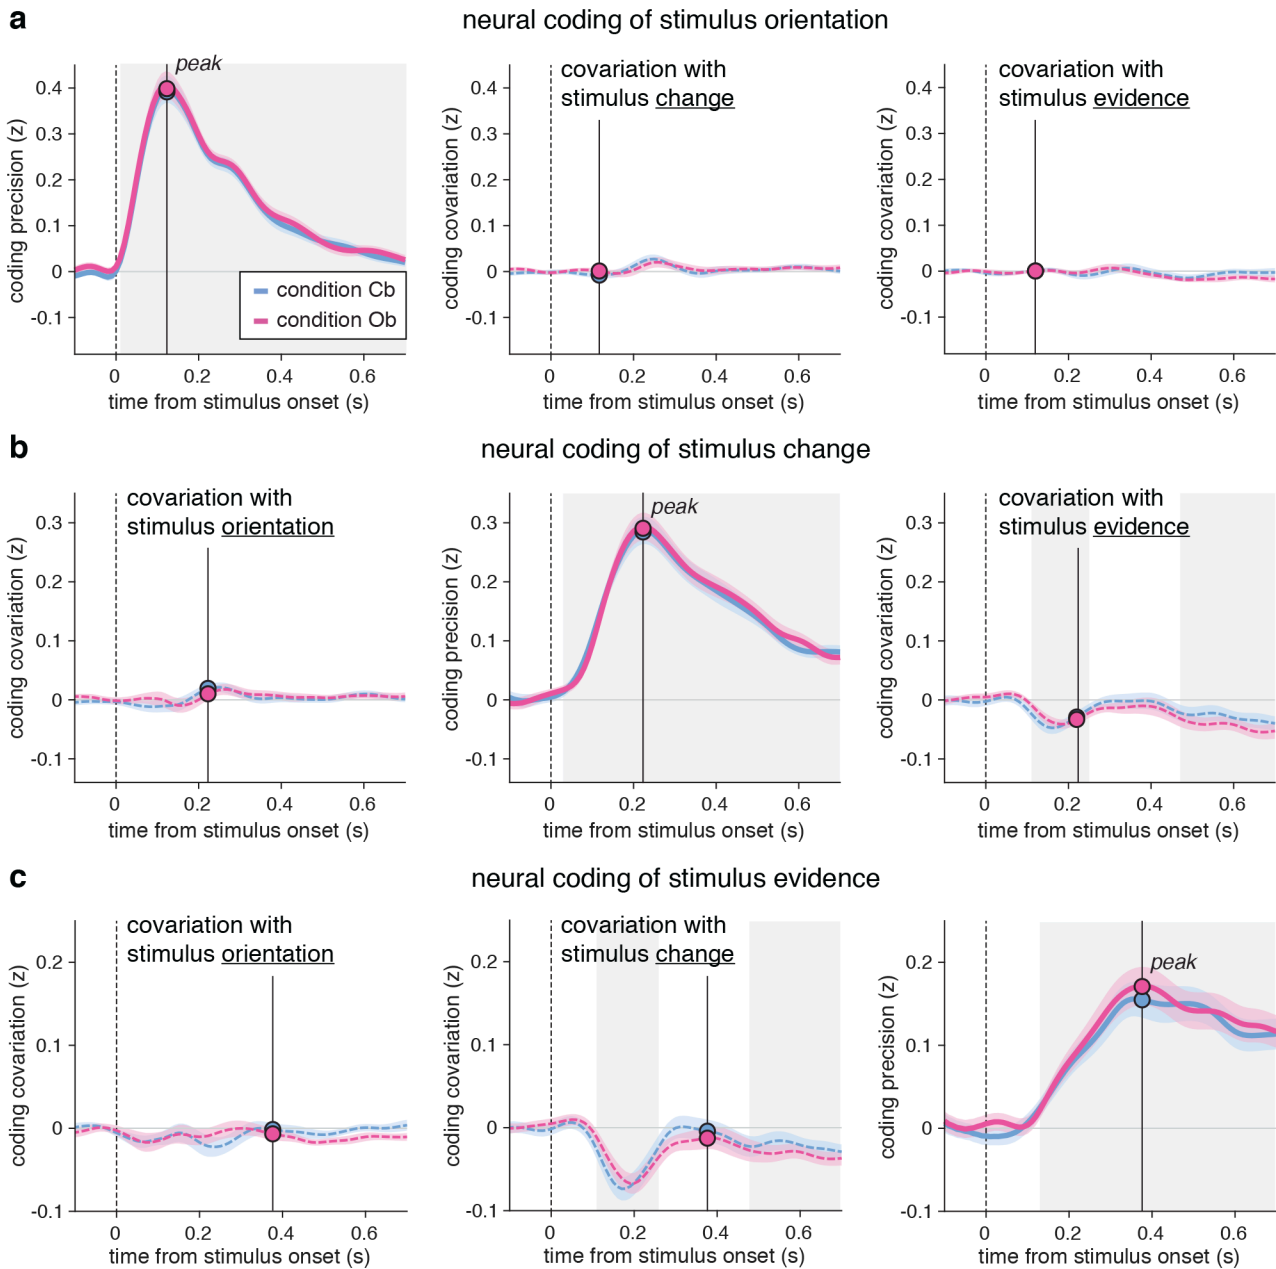 a
neural coding of stimulus orientation
coding precision (z)
0.4
0.3
0.2
0.1
0
-0.1
peak
condition Cb
condition Ob
0
0.2
0.4
0.6
time from stimulus onset (s)
coding covariation (z)
0.4
0.3
0.2
0.1
0
-0.1
covariation with
stimulus change
0
0.2
0.4
0.6
time from stimulus onset (s)
coding covariation (z)
0.4
0.3
0.2
0.1
0
-0.1
covariation with
stimulus evidence
0
0.2
0.4
0.6
time from stimulus onset (s)
b
neural coding of stimulus change
coding covariation (z)
0.3
0.2
0.1
0
-0.1
covariation with
stimulus orientation
0
0.2
0.4
0.6
time from stimulus onset (s)
coding precision (z)
0.3
0.2
0.1
0
-0.1
peak
0
0.2
0.4
0.6
time from stimulus onset (s)
coding covariation (z)
0.3
0.2
0.1
0
-0.1
covariation with
stimulus evidence
0
0.2
0.4
0.6
time from stimulus onset (s)
c
neural coding of stimulus evidence
coding covariation (z)
0.2
0.1
0
-0.1
covariation with
stimulus orientation
0
0.2
0.4
0.6
time from stimulus onset (s)
coding covariation (z)
0.2
0.1
0
-0.1
covariation with
stimulus change
0
0.2
0.4
0.6
time from stimulus onset (s)
coding precision (z)
0.2
0.1
0
-0.1
peak
0
0.2
0.4
0.6
time from stimulus onset (s)